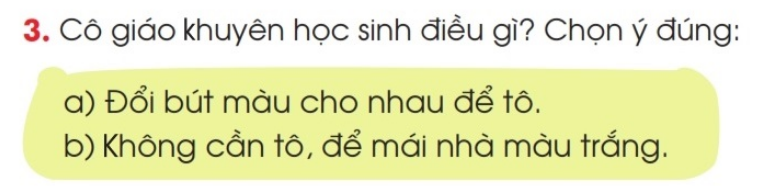 3. Cô giáo khuyên học sinh điều gì? Chọn ý đúng:
a) Đổi bút màu cho nhau để tô.
b) Không cần tô, để mái nhà màu trắng.